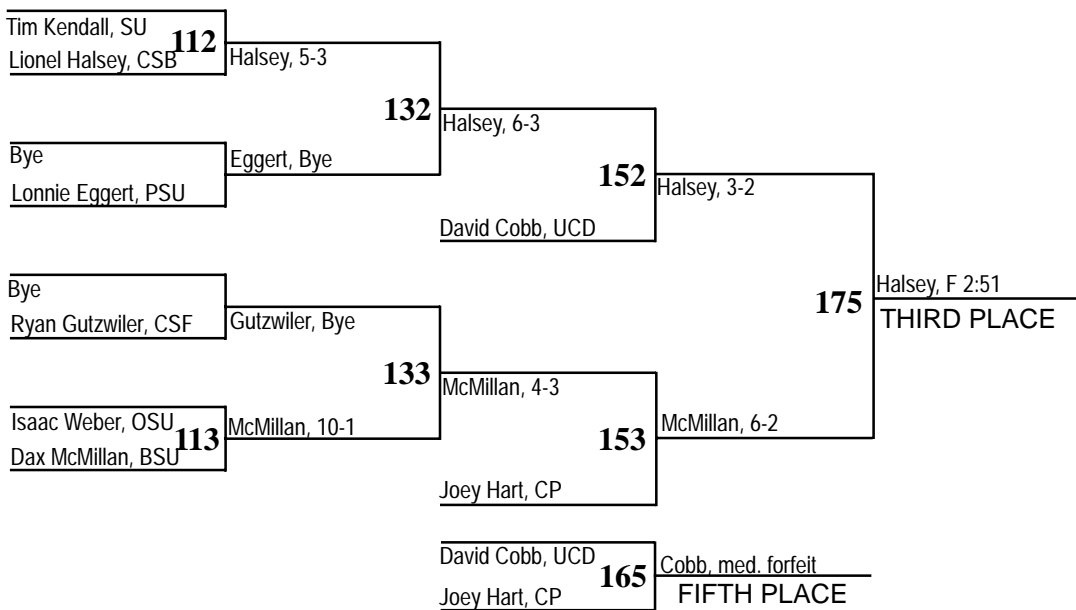 Tim Kendall, SU
112
Lionel Halsey, CSB
Halsey, 5-3
132
Halsey, 6-3
Bye
Eggert, Bye
Lonnie Eggert, PSU
152
Halsey, 3-2
David Cobb, UCD
Bye
Ryan Gutzwiler, CSF
Gutzwiler, Bye
175
Halsey, F 2:51
THIRD PLACE
133
McMillan, 4-3
Isaac Weber, OSU
113
Dax McMillan, BSU
McMillan, 10-1
153
McMillan, 6-2
Joey Hart, CP
David Cobb, UCD
165
Joey Hart, CP
Cobb, med. forfeit
FIFTH PLACE